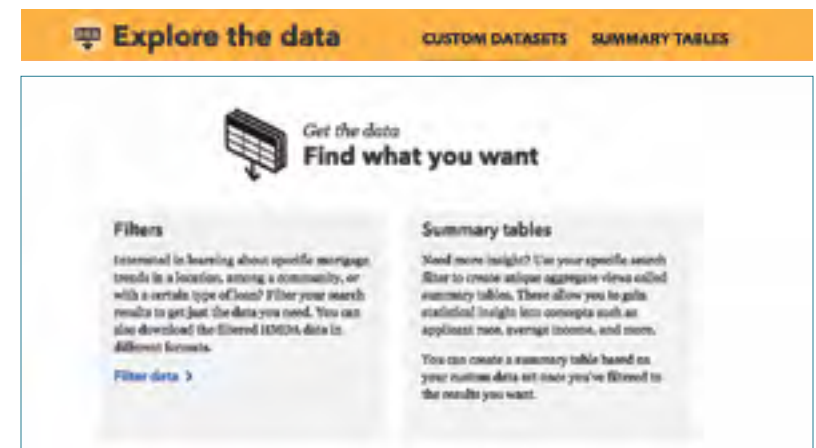 Explore the data CUSTOM DATASETS SUMMARY TABLES
Get the data
Find what you want
Filters
Interested in learning about specific mortgage
trends in a location, among a community, or
with a certain type of loan? Filter your search
results to get just the data you need. You can
also download the filtered HMDA data in
different formats.
Filter data >
Summary tables
Need more insight? Use your specific search
filter to create unique aggregate views called
summary tables. These allow you to gain
statistical insight into concepts such as
applicant race, average income, and more.
You can create a summary table based on
your custom data set once you've filtered to
the results you want.